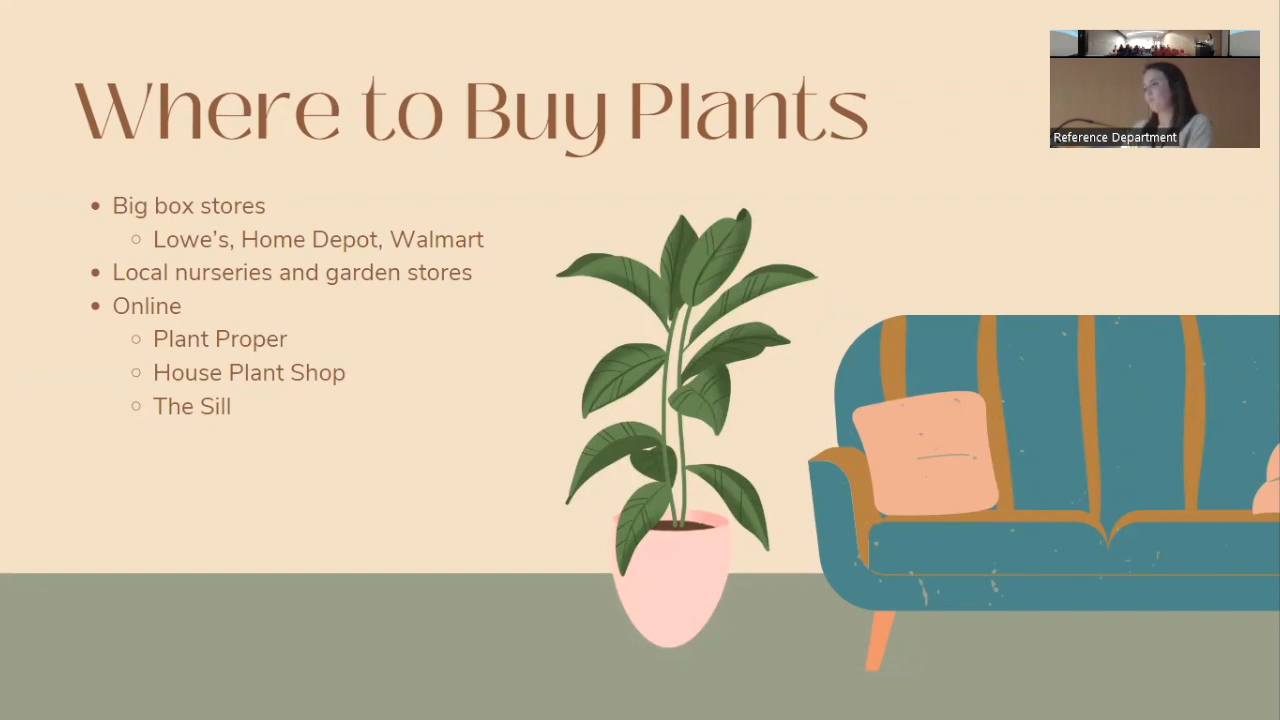 Where to Buy Plants
Reference Department
• Big box stores
○ Lowe's, Home Depot, Walmart
• Local nurseries and garden stores
• Online
○ Plant Proper
○ House Plant Shop
○ The Sill